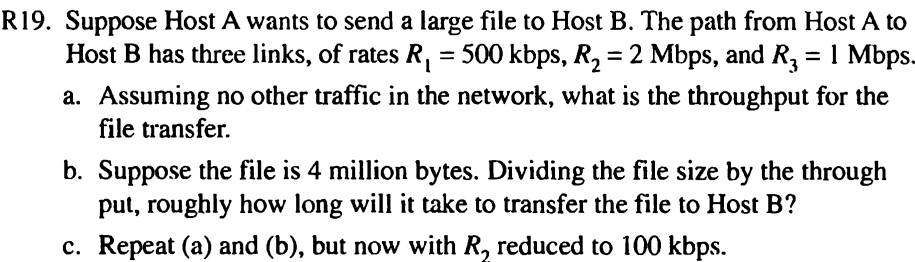 R19. Suppose Host A wants to send a large file to Host B. The path from Host A to
Host B has three links, of rates R₁ = 500 kbps, R₂ = 2 Mbps, and R₃ = 1 Mbps.
a. Assuming no other traffic in the network, what is the throughput for the
file transfer.
b. Suppose the file is 4 million bytes. Dividing the file size by the through
put, roughly how long will it take to transfer the file to Host B?
c. Repeat (a) and (b), but now with R₂ reduced to 100 kbps.